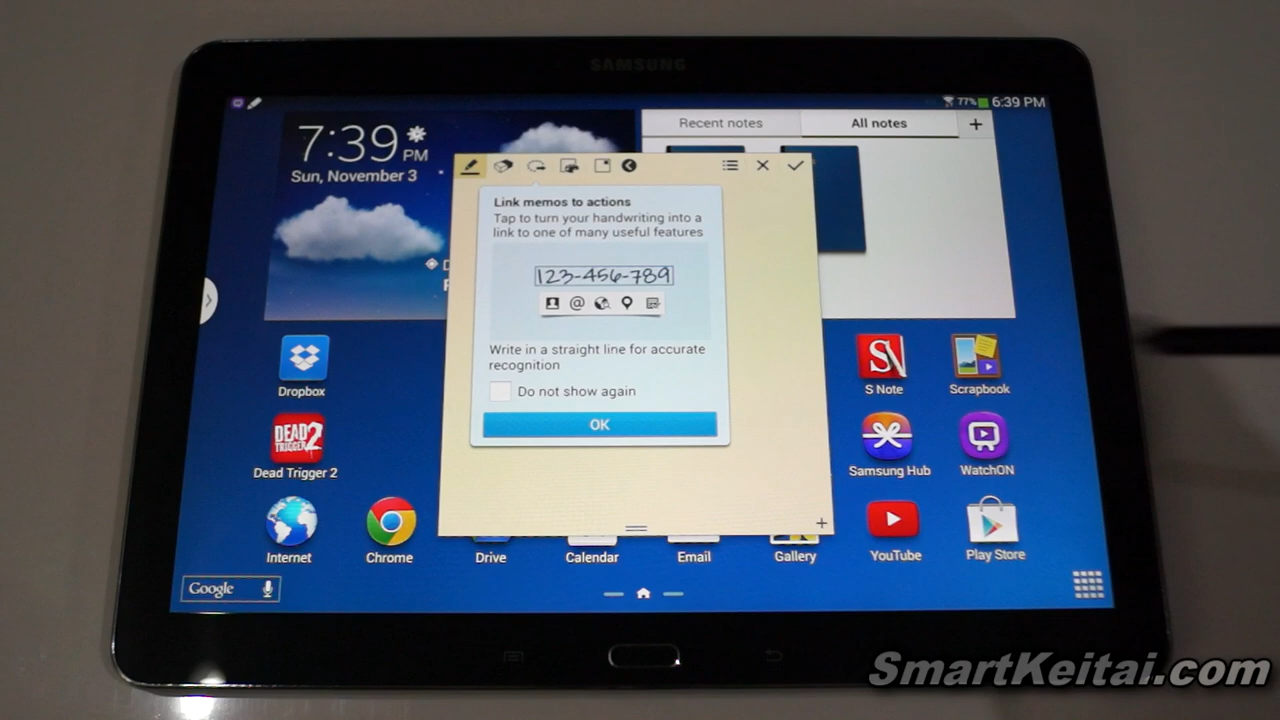 SAMSUNG
77% 6:39 PM
7:39 PM
Sun, November 3
Recent notes
All notes
+
Link memos to actions
Tap to turn your handwriting into a
link to one of many useful features
123-456-789
@
Write in a straight line for accurate
recognition
Do not show again
OK
Dropbox
S Note
Scrapbook
DEAD
TRIGGER 2
Dead Trigger 2
Samsung Hub
WatchON
Internet
Chrome
Drive
Calendar
Email
Gallery
YouTube
Play Store
Google
SmartKeitai.com